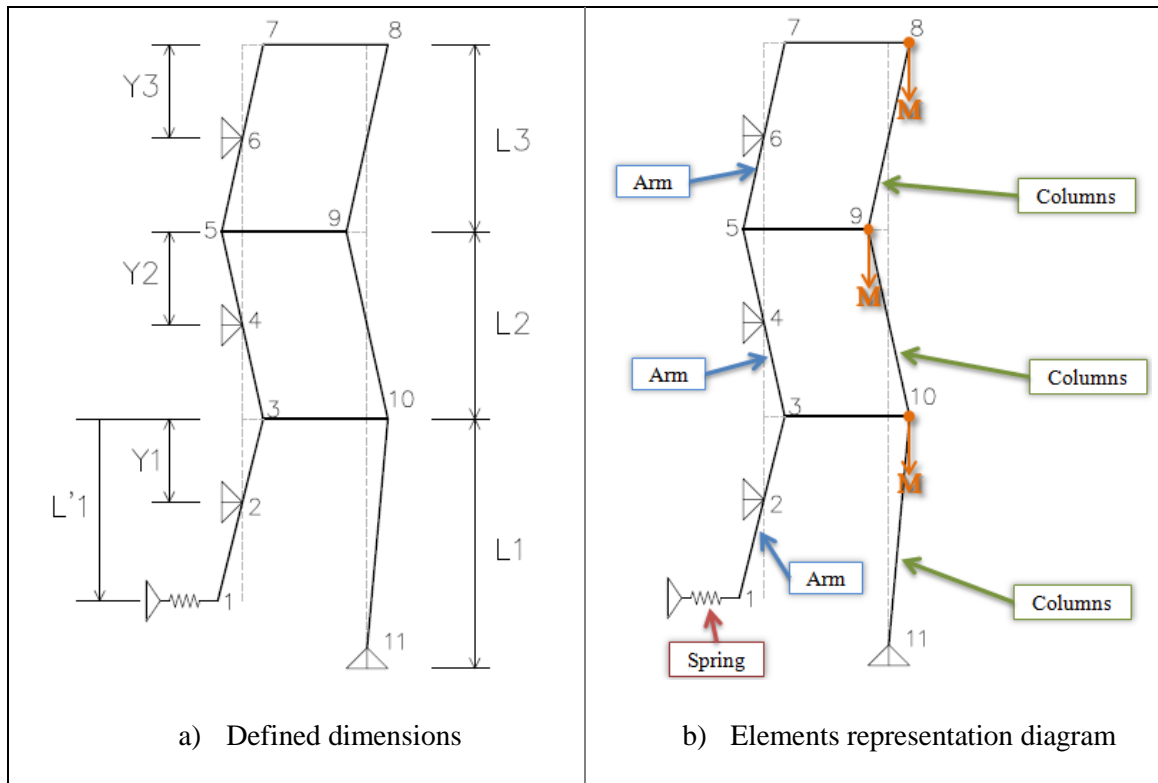 7 8
Y3
6
L3
5 9
Y2
4
L2
3 10
Y1
L'1
2
L1
1
11
a) Defined dimensions
7 8
M
6
Arm
Columns
5 9
M
4
Arm
Columns
3 10
M
2
Arm
Columns
1
11
Spring
b) Elements representation diagram